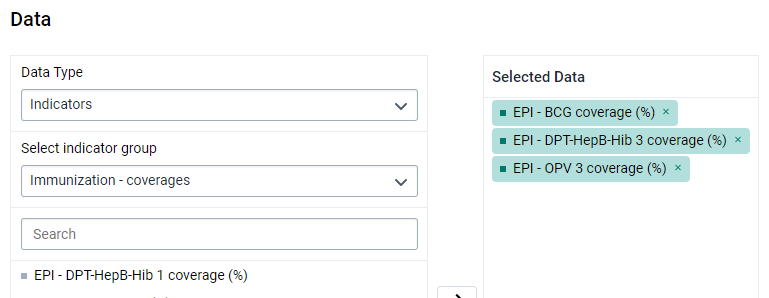 Data
Data Type
Indicators
Select indicator group
Immunization - coverages
Search
EPI - DPT-HepB-Hib 1 coverage (%)
Selected Data
EPI - BCG coverage (%) ×
EPI - DPT-HepB-Hib 3 coverage (%) ×
EPI - OPV 3 coverage (%) ×